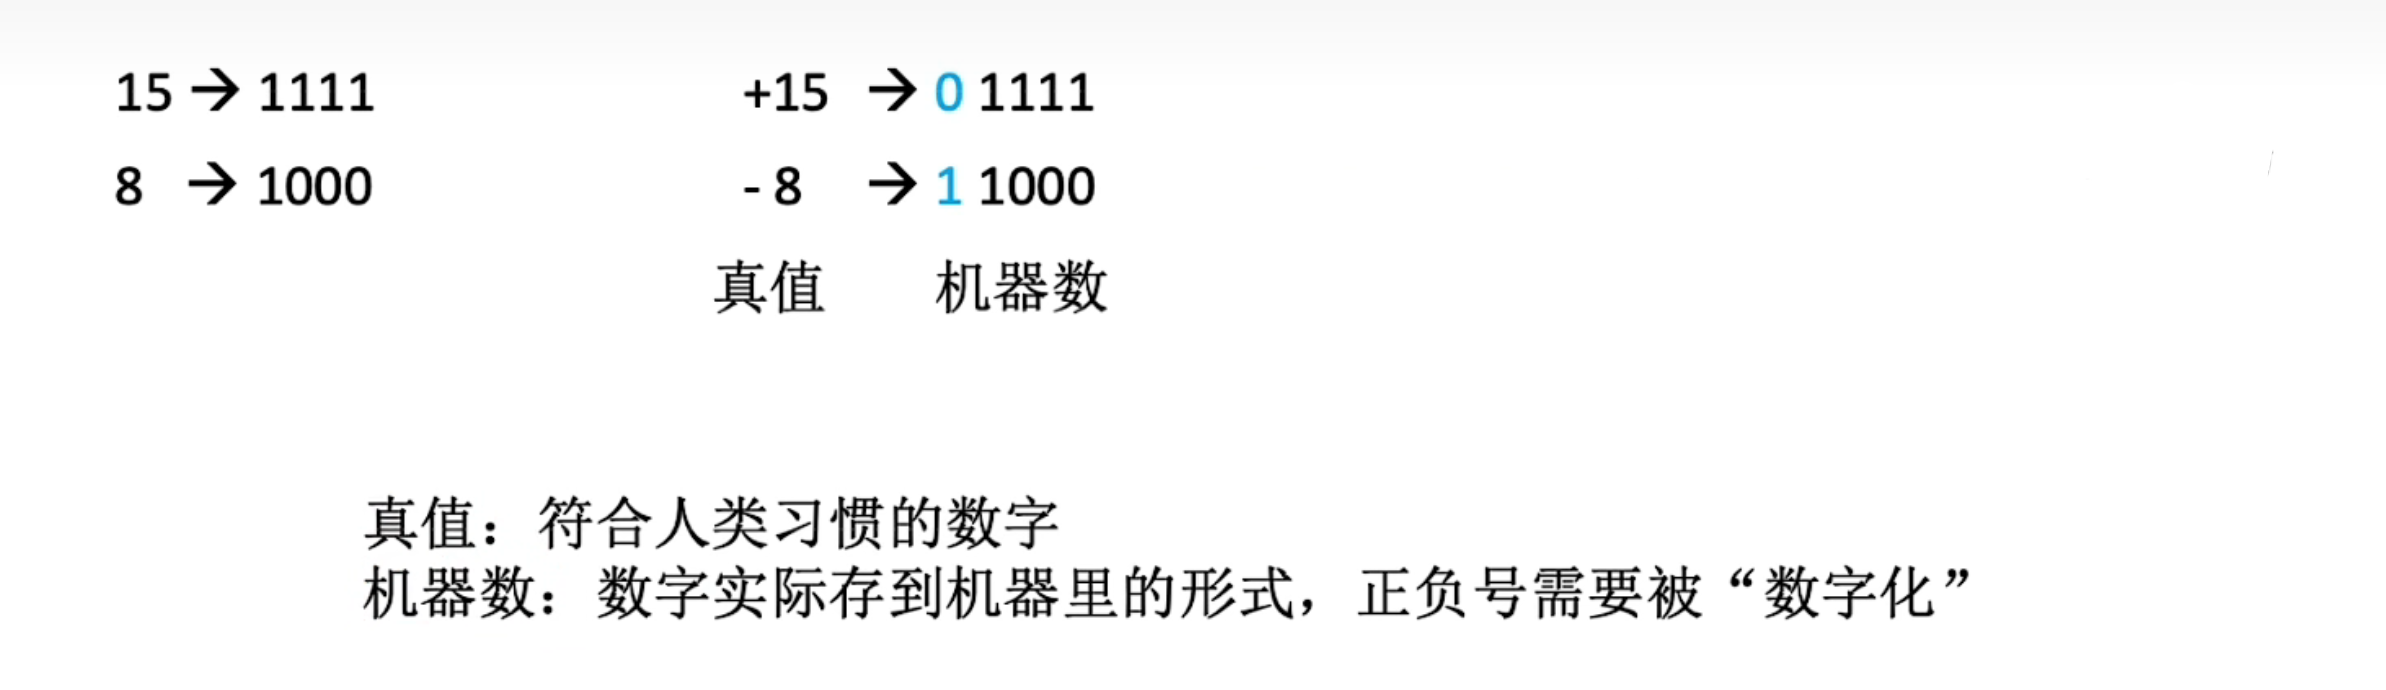 15 → 1111 +15 → 0 1111
8 → 1000 - 8 → 1 1000
真值 机器数
真值：符合人类习惯的数字
机器数：数字实际存到机器里的形式，正负号需要被“数字化”